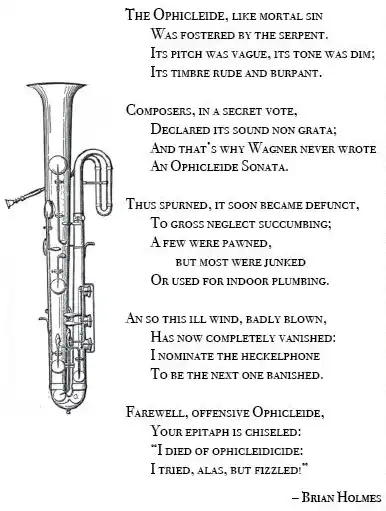 The Ophicleide, like mortal sin
Was fostered by the serpent.
Its pitch was vague, its tone was dim;
Its timbre rude and burpant.
Composers, in a secret vote,
Declared its sound non grata;
And that's why Wagner never wrote
An Ophicleide Sonata.
Thus spurned, it soon became defunct,
To gross neglect succumbing;
A few were pawned,
but most were junked
Or used for indoor plumbing.
An so this ill wind, badly blown,
Has now completely vanished:
I nominate the heckelphone
To be the next one banished.
Farewell, offensive Ophicleide,
Your epitaph is chiseled:
“I died of ophicleidicide:
I tried, alas, but fizzled!”
– Brian Holmes